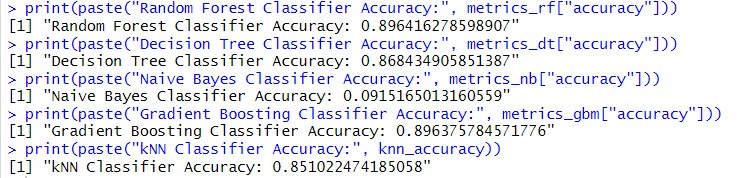 > print(paste("Random Forest Classifier Accuracy:", metrics_rf["accuracy"]))
[1] "Random Forest Classifier Accuracy: 0.896416278598907"
> print(paste("Decision Tree Classifier Accuracy:", metrics_dt["accuracy"]))
[1] "Decision Tree Classifier Accuracy: 0.868434905851387"
> print(paste("Naive Bayes Classifier Accuracy:", metrics_nb["accuracy"]))
[1] "Naive Bayes Classifier Accuracy: 0.0915165013160559"
> print(paste("Gradient Boosting Classifier Accuracy:", metrics_gbm["accuracy"]))
[1] "Gradient Boosting Classifier Accuracy: 0.896375784571776"
> print(paste("kNN Classifier Accuracy:", knn_accuracy))
[1] "kNN Classifier Accuracy: 0.851022474185058"